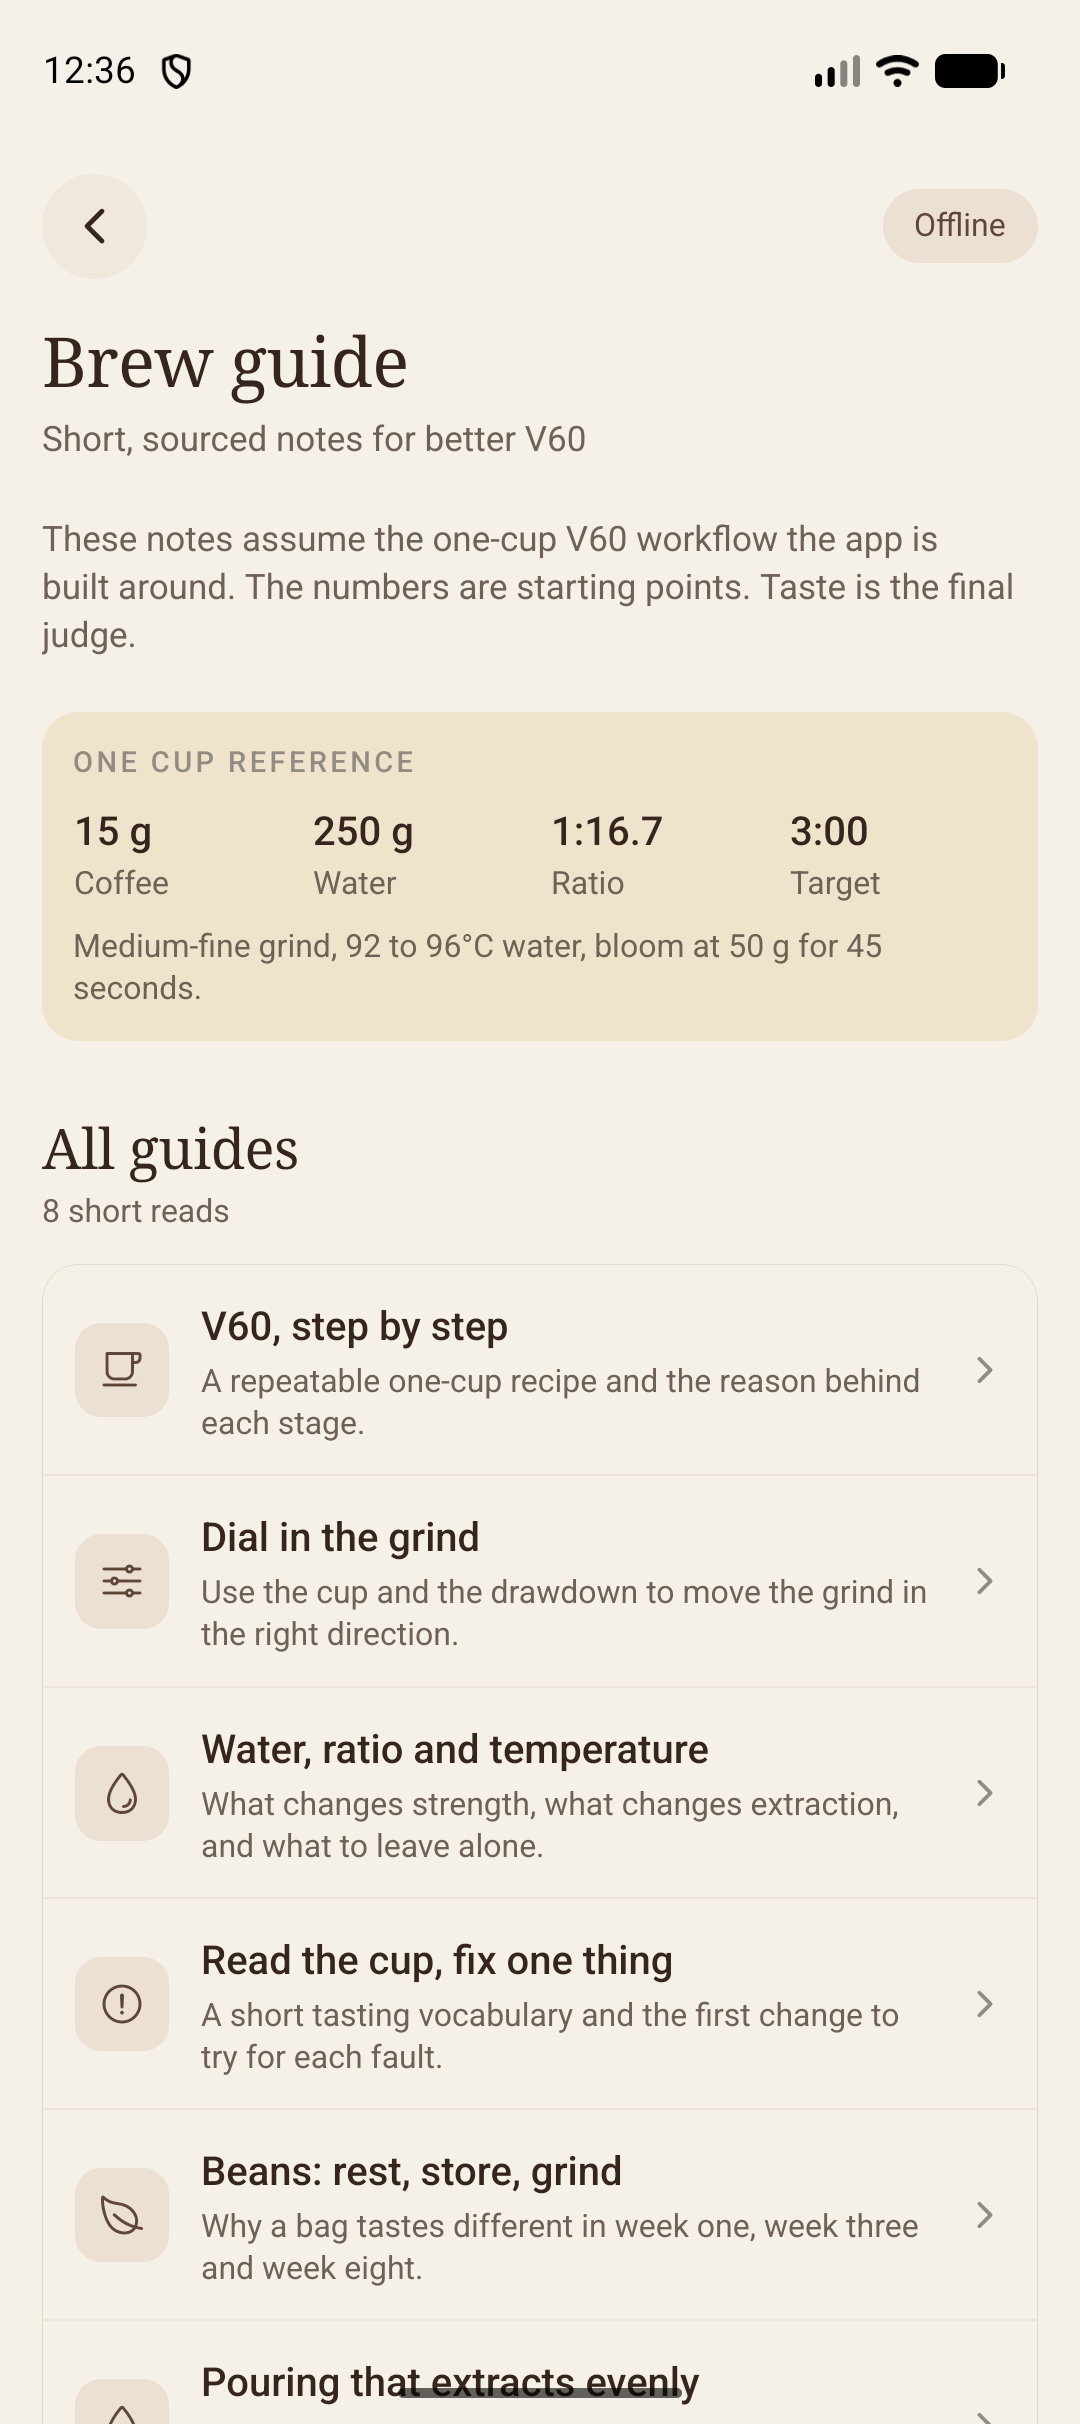 12:36
Offline
Brew guide
Short, sourced notes for better V60
These notes assume the one-cup V60 workflow the app is
built around. The numbers are starting points. Taste is the final
judge.
ONE CUP REFERENCE
15 g 250 g 1:16.7 3:00
Coffee Water Ratio Target
Medium-fine grind, 92 to 96°C water, bloom at 50 g for 45
seconds.
All guides
8 short reads
V60, step by step
A repeatable one-cup recipe and the reason behind
each stage.
Dial in the grind
Use the cup and the drawdown to move the grind in
the right direction.
Water, ratio and temperature
What changes strength, what changes extraction,
and what to leave alone.
Read the cup, fix one thing
A short tasting vocabulary and the first change to
try for each fault.
Beans: rest, store, grind
Why a bag tastes different in week one, week three
and week eight.
Pouring that extracts evenly